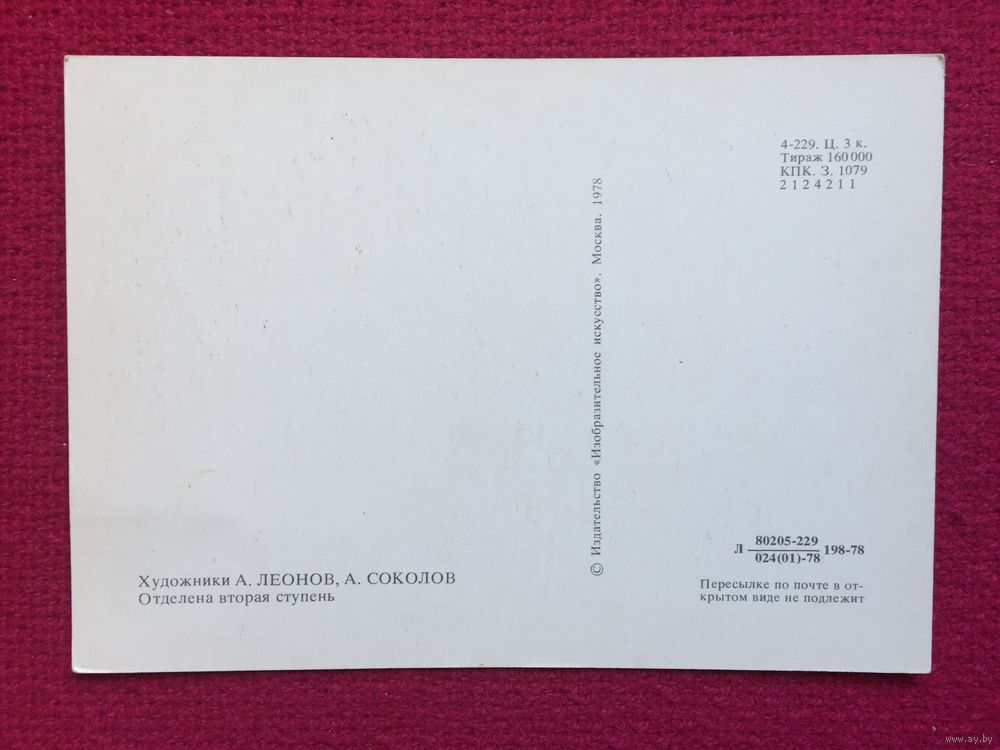 4-229. Ц. 3 к.
Тираж 160 000
КПК. З. 1079
2 1 2 4 2 1 1
© Издательство «Изобразительное искусство». Москва. 1978
Л 80205-229 198-78
024(01)-78
Художники А. ЛЕОНОВ, А. СОКОЛОВ
Отделена вторая ступень
Пересылке по почте в от-
крытом виде не подлежит
www.ay.by